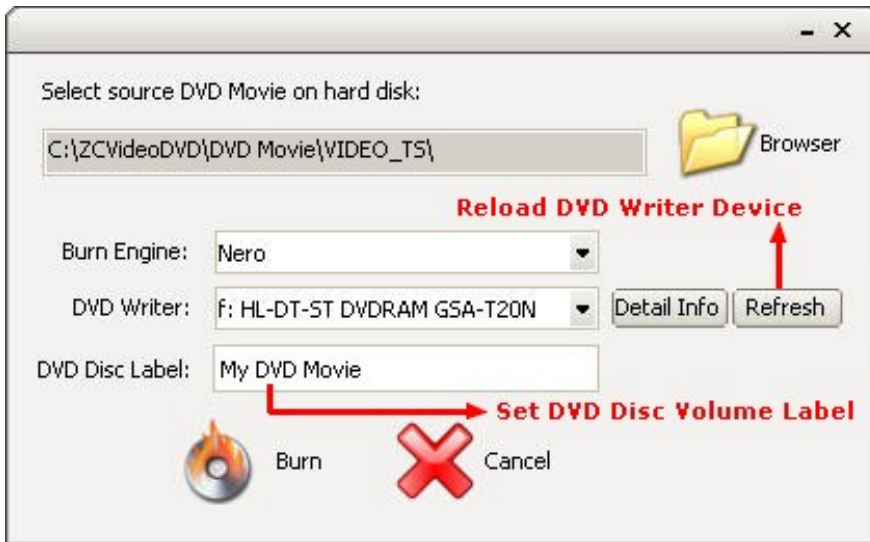 Select source DVD Movie on hard disk:
C:\ZCVideoDVD\DVD Movie\VIDEO_TS\
Browser
Reload DVD Writer Device
Burn Engine:
Nero
DVD Writer:
f: HL-DT-ST DVDRAM GSA-T20N
Detail Info
Refresh
DVD Disc Label:
My DVD Movie
Set DVD Disc Volume Label
Burn
Cancel